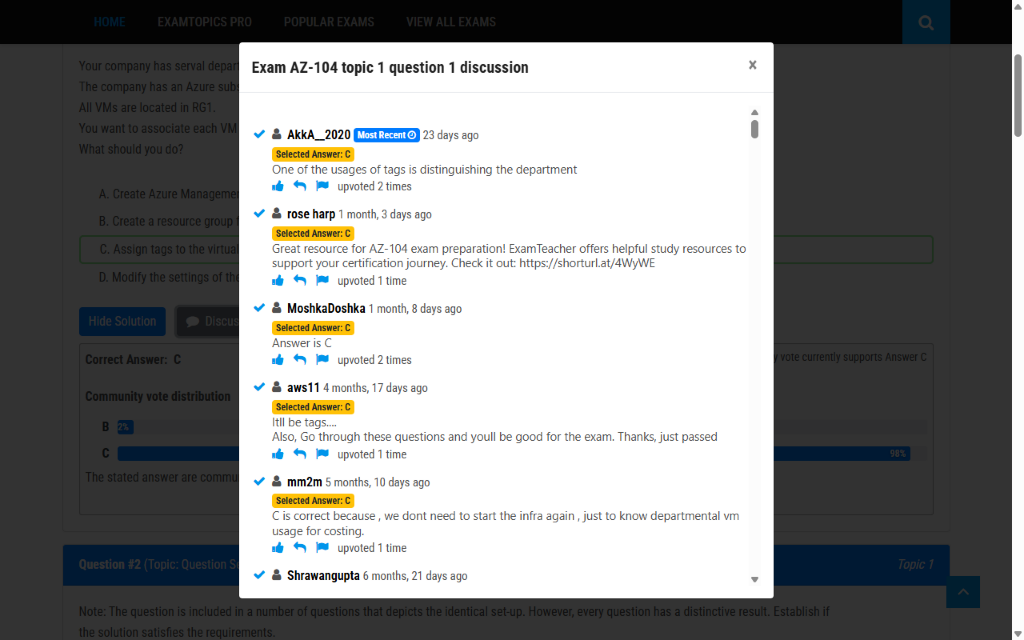 HOME EXAMTOPICS PRO POPULAR EXAMS VIEW ALL EXAMS
Exam AZ-104 topic 1 question 1 discussion ×
Your company has serval depar
The company has an Azure sub
All VMs are located in RG1.
You want to associate each VM
What should you do?
A. Create Azure Manageme
B. Create a resource group f
C. Assign tags to the virtual
D. Modify the settings of the
Hide Solution Discus
Correct Answer: C
y vote currently supports Answer C
Community vote distribution
B 2%
C 98%
The stated answer are commu
AkkA__2020 Most Recent 23 days ago
Selected Answer: C
One of the usages of tags is distinguishing the department
upvoted 2 times
rose harp 1 month, 3 days ago
Selected Answer: C
Great resource for AZ-104 exam preparation! ExamTeacher offers helpful study resources to
support your certification journey. Check it out: https://shorturl.at/4WyWE
upvoted 1 time
MoshkaDoshka 1 month, 8 days ago
Selected Answer: C
Answer is C
upvoted 2 times
aws11 4 months, 17 days ago
Selected Answer: C
Itll be tags....
Also, Go through these questions and youll be good for the exam. Thanks, just passed
upvoted 1 time
mm2m 5 months, 10 days ago
Selected Answer: C
C is correct because , we dont need to start the infra again , just to know departmental vm
usage for costing.
upvoted 1 time
Shrawangupta 6 months, 21 days ago
Question #2 (Topic: Question Se
Topic 1
Note: The question is included in a number of questions that depicts the identical set-up. However, every question has a distinctive result. Establish if
the solution satisfies the requirements.